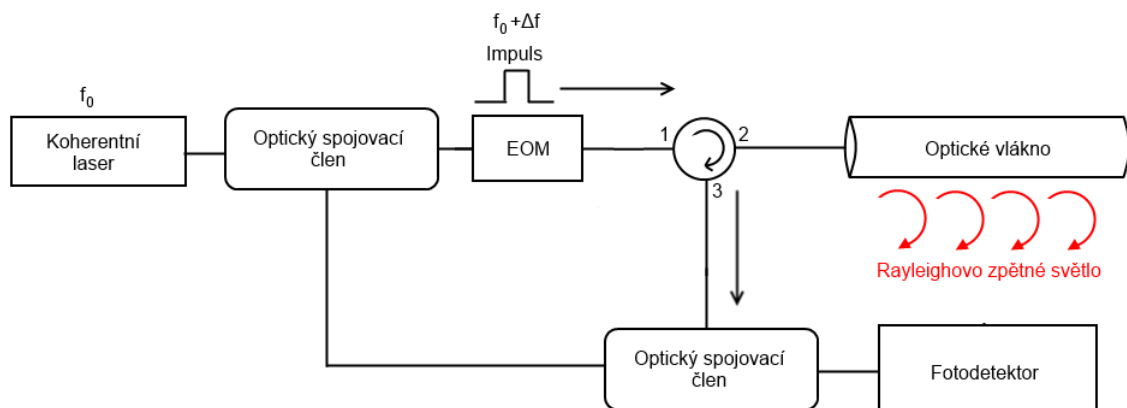 f₀ +Δf
Impuls
f₀
Koherentní
laser
Optický spojovací
člen
EOM
1
2
3
Optické vlákno
Rayleighovo zpětné světlo
Optický spojovací
člen
Fotodetektor